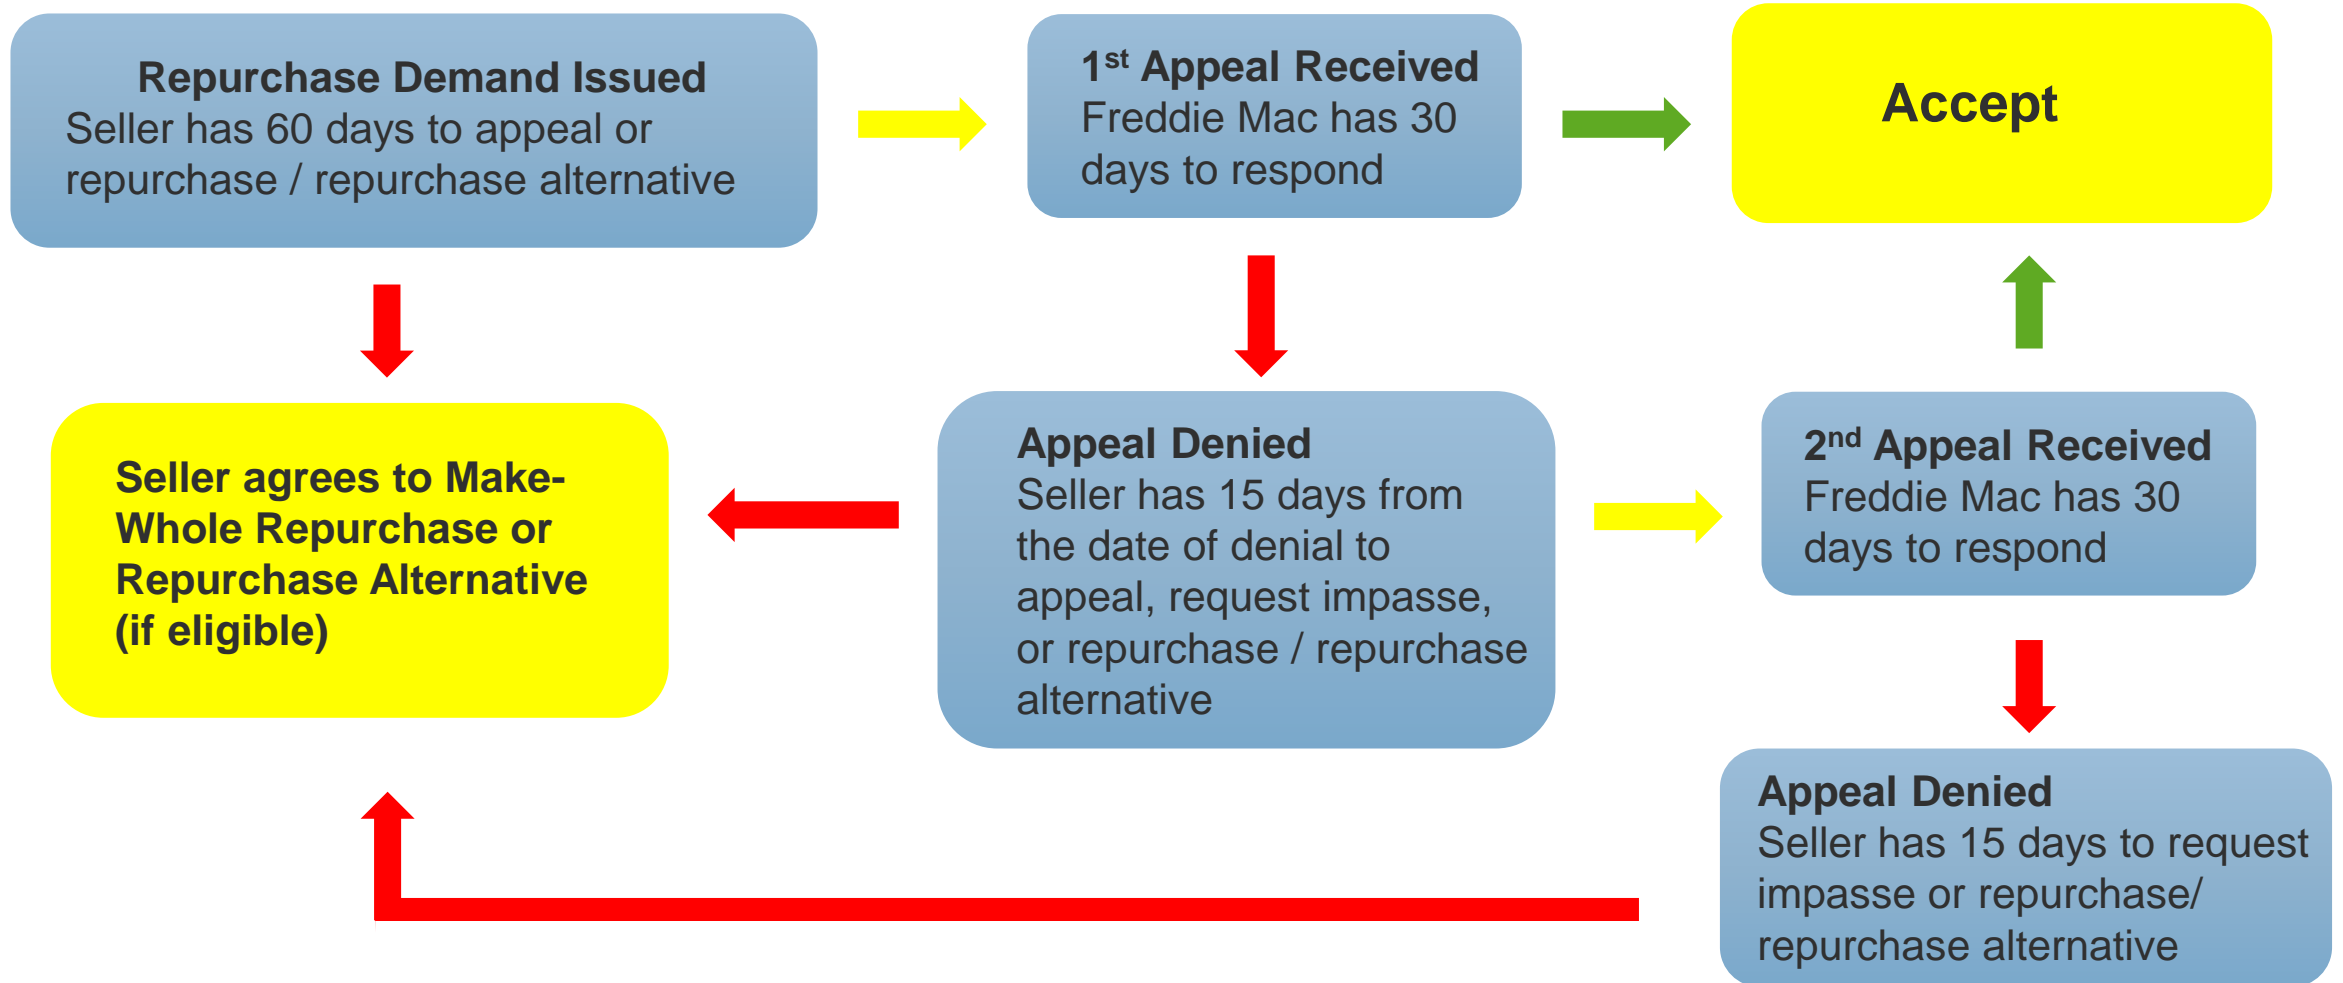 Repurchase Demand Issued
Seller has 60 days to appeal or
repurchase / repurchase alternative
1st Appeal Received
Freddie Mac has 30
days to respond
Accept
Seller agrees to Make-
Whole Repurchase or
Repurchase Alternative
(if eligible)
Appeal Denied
Seller has 15 days from
the date of denial to
appeal, request impasse,
or repurchase / repurchase
alternative
2nd Appeal Received
Freddie Mac has 30
days to respond
Appeal Denied
Seller has 15 days to request
impasse or repurchase/
repurchase alternative